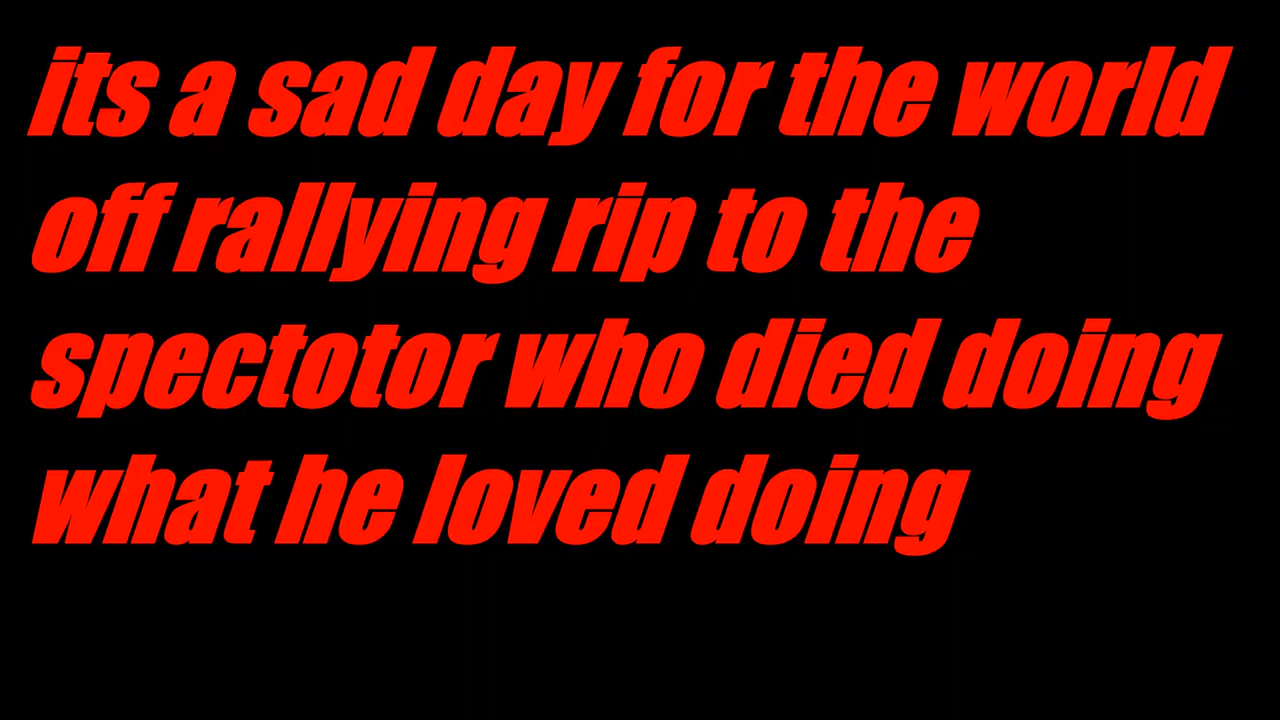 its a sad day for the world
off rallying rip to the
spectotor who died doing
what he loved doing